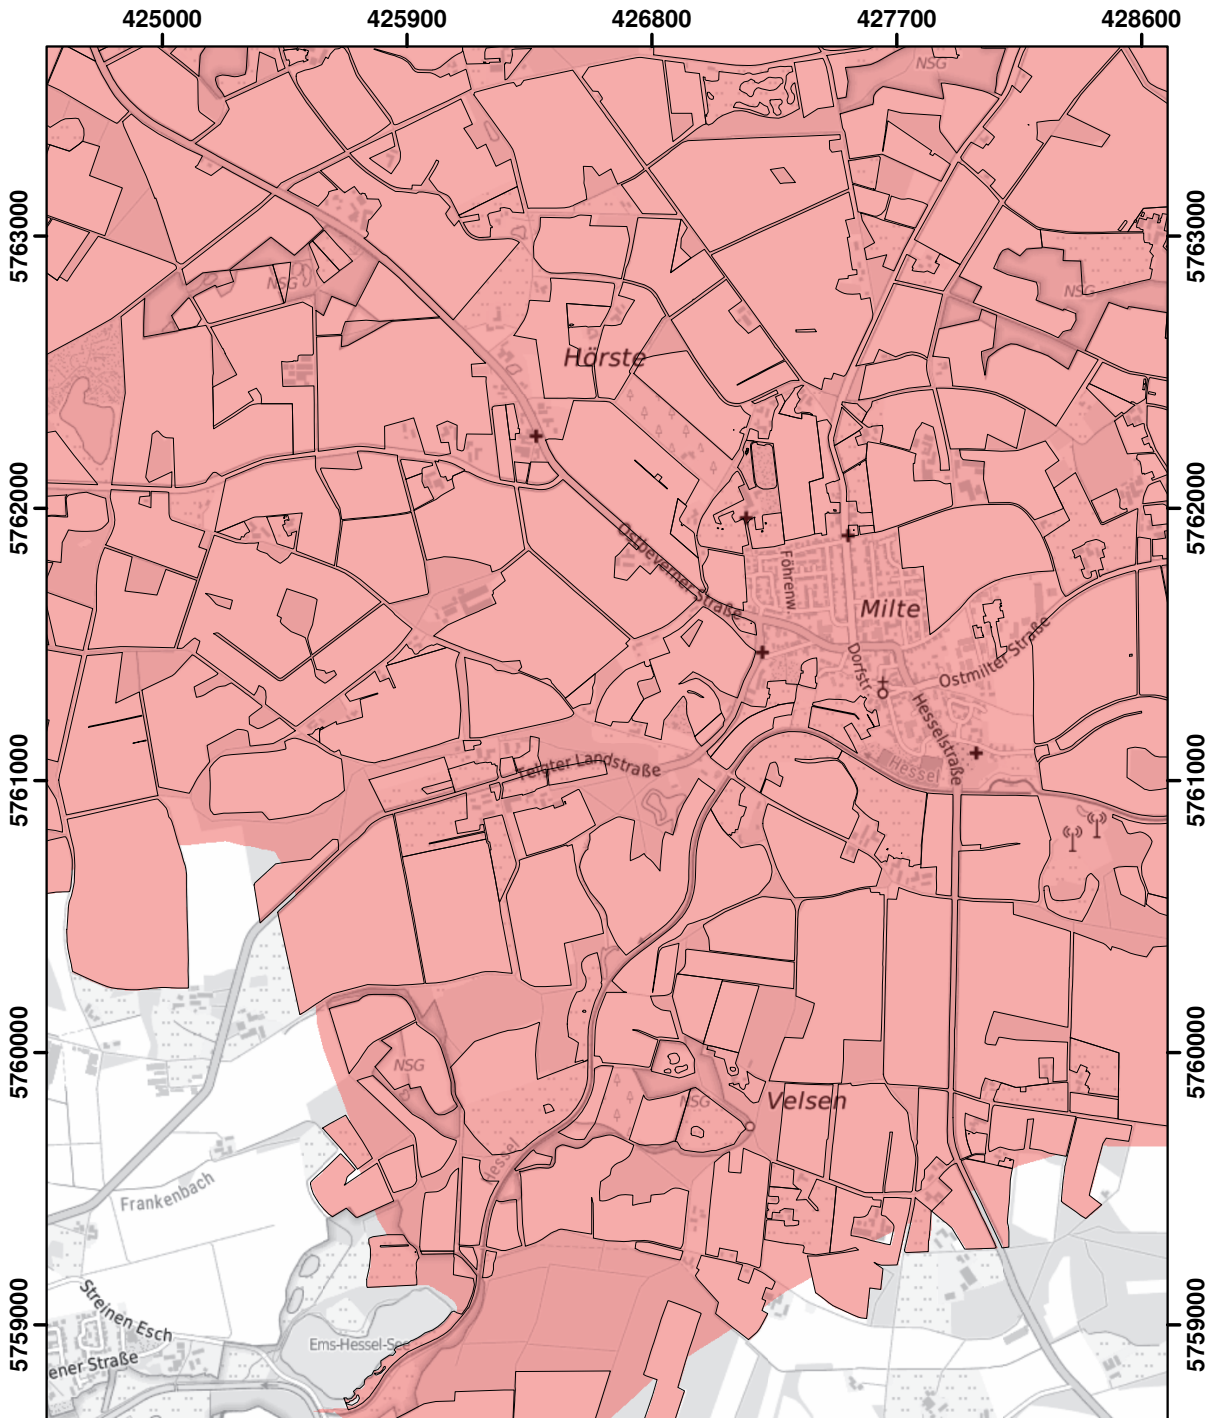 425000 425900 426800 427700 428600
NSG
5763000 5763000
NSG NSG
Hörste
5762000 5762000
Ostbeverner Straße
Föhrenw
Milte
Dorfstr
Ostmilter Straße
Hesselstraße
5761000 5761000
Telgter Landstraße
Hessel
5760000 5760000
NSG
NSG
Velsen
Hessel
Frankenbach
5759000 5759000
Streinen Esch
Ems-Hessel-See
ener Straße